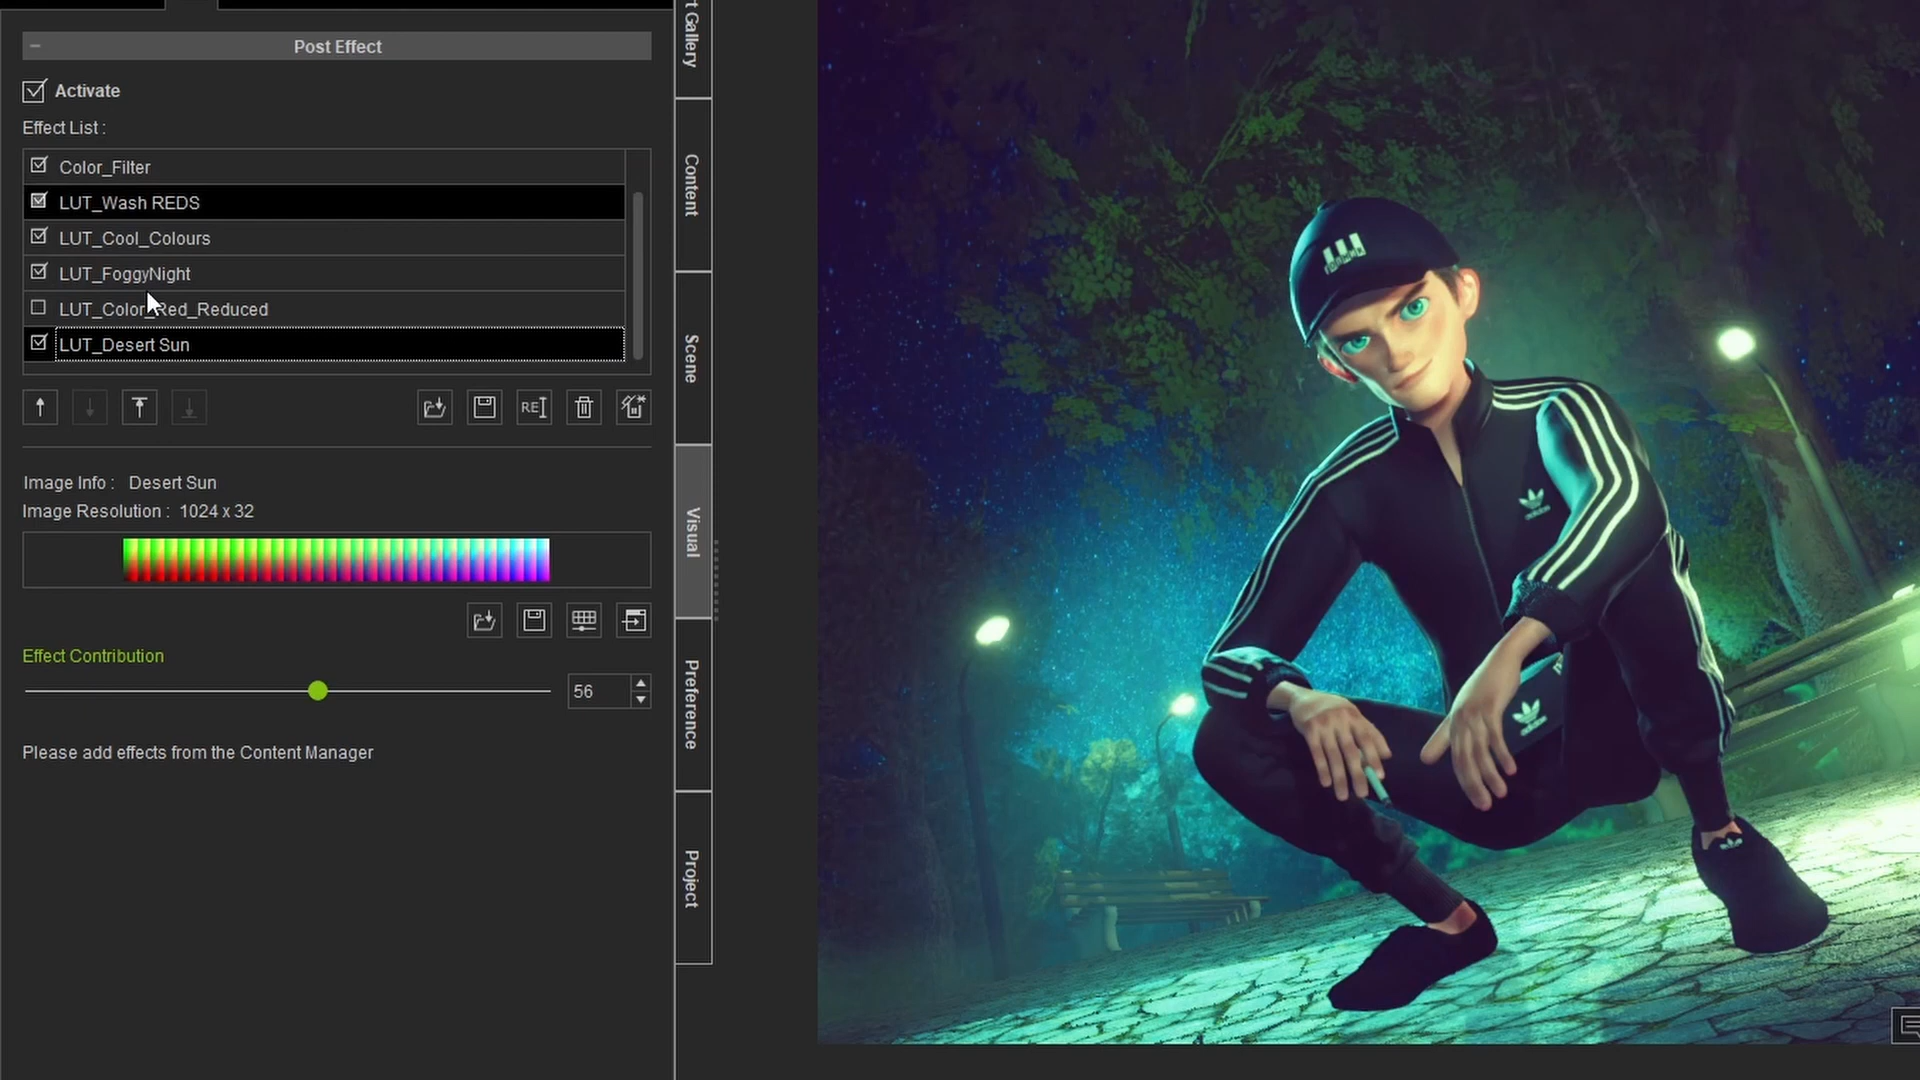 Post Effect
Activate
Effect List :
Color_Filter
LUT_Wash REDS
LUT_Cool_Colours
LUT_FoggyNight
LUT_Color_Red_Reduced
LUT_Desert Sun
RE
Image Info : Desert Sun
Image Resolution : 1024 x 32
Effect Contribution
56
Please add effects from the Content Manager
Gallery
Content
Scene
Visual
Preference
Project
adidas